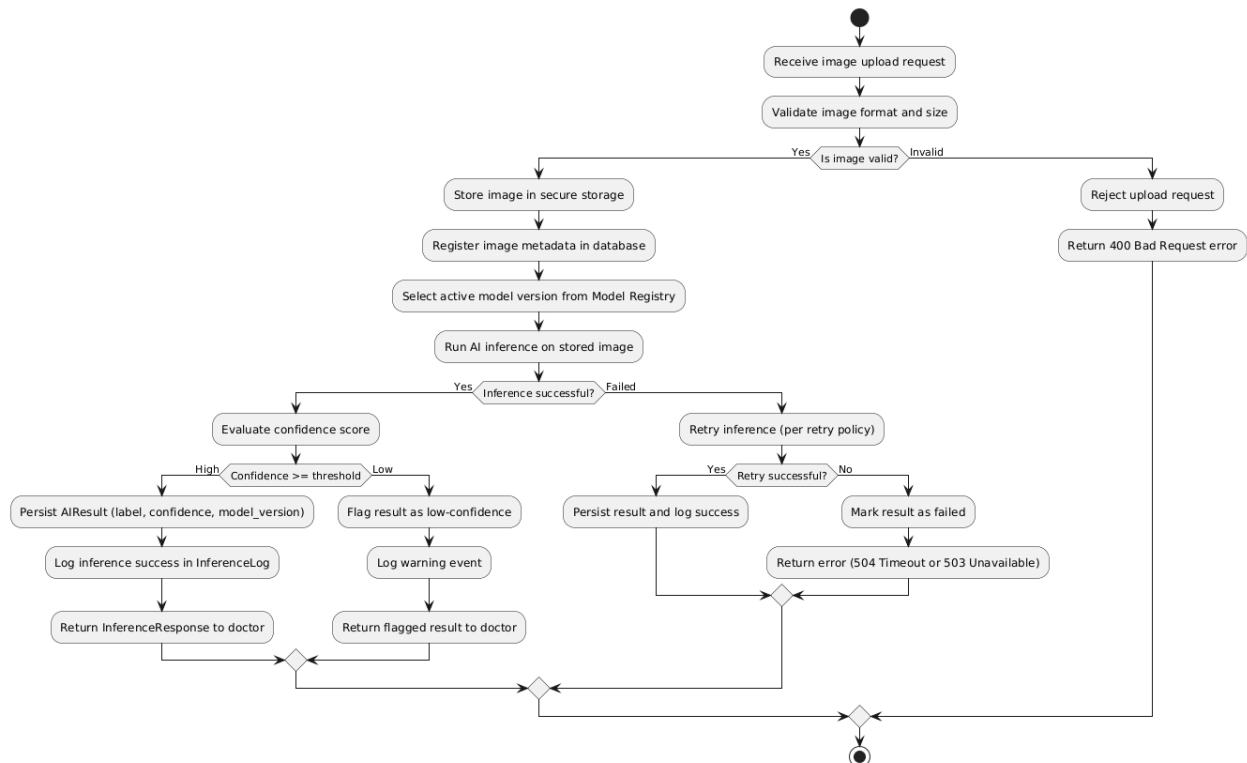 Receive image upload request
Validate image format and size
Yes
Is image valid?
Invalid
Store image in secure storage
Reject upload request
Register image metadata in database
Return 400 Bad Request error
Select active model version from Model Registry
Run AI inference on stored image
Yes
Inference successful?
Failed
Evaluate confidence score
Retry inference (per retry policy)
High
Confidence >= threshold
Low
Yes
Retry successful?
No
Persist AIResult (label, confidence, model_version)
Flag result as low-confidence
Persist result and log success
Mark result as failed
Log inference success in InferenceLog
Log warning event
Return error (504 Timeout or 503 Unavailable)
Return InferenceResponse to doctor
Return flagged result to doctor